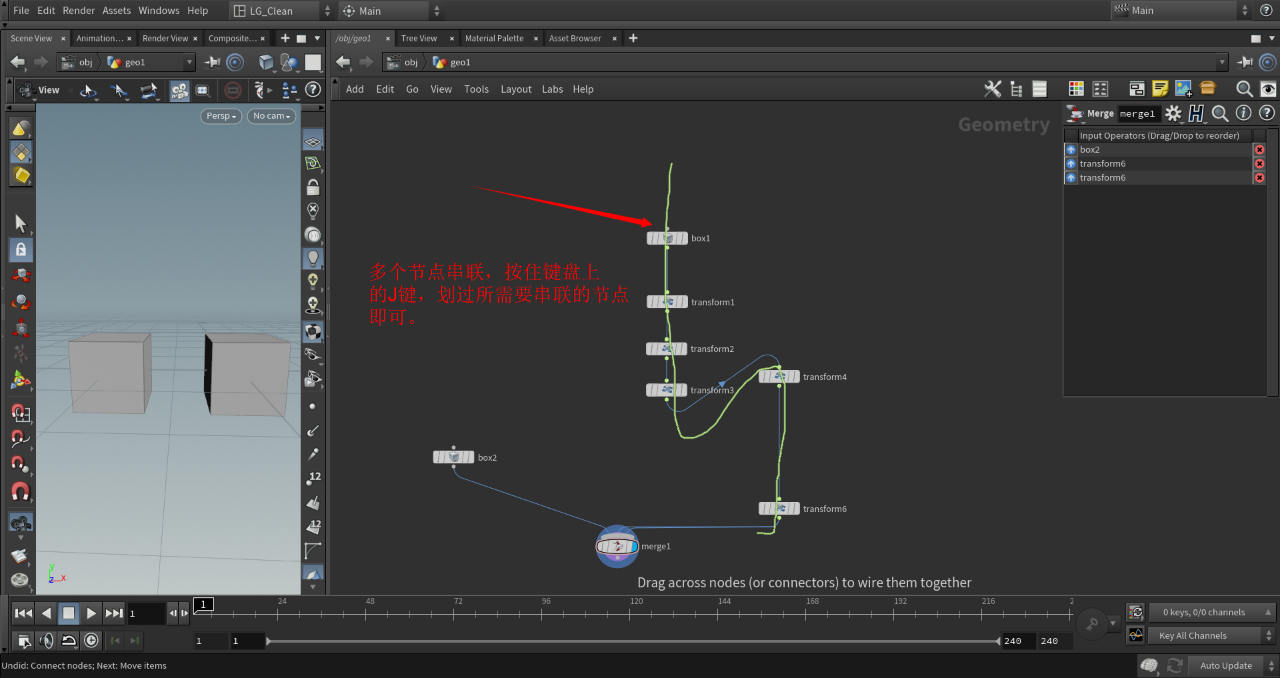 File Edit Render Assets Windows Help LG_Clean Main Main
Scene View Animation... Render View Composite... /obj/geo1 Tree View Material Palette Asset Browser
obj geo1 obj geo1
View Add Edit Go View Tools Layout Labs Help
Persp No cam Geometry Merge merge1
Input Operators (Drag/Drop to reorder)
box2
transform6
transform6
box1
多个节点串联，按住键盘上
的J键，划过所需要串联的节点
即可。
transform1
transform2
transform3
transform4
box2
transform6
merge1
12
12
y
z x
Drag across nodes (or connectors) to wire them together
1 1 24 48 72 96 120 144 168 192 216 2
0 keys, 0/0 channels
1 1 240 240 Key All Channels
Undid: Connect nodes; Next: Move items Auto Update